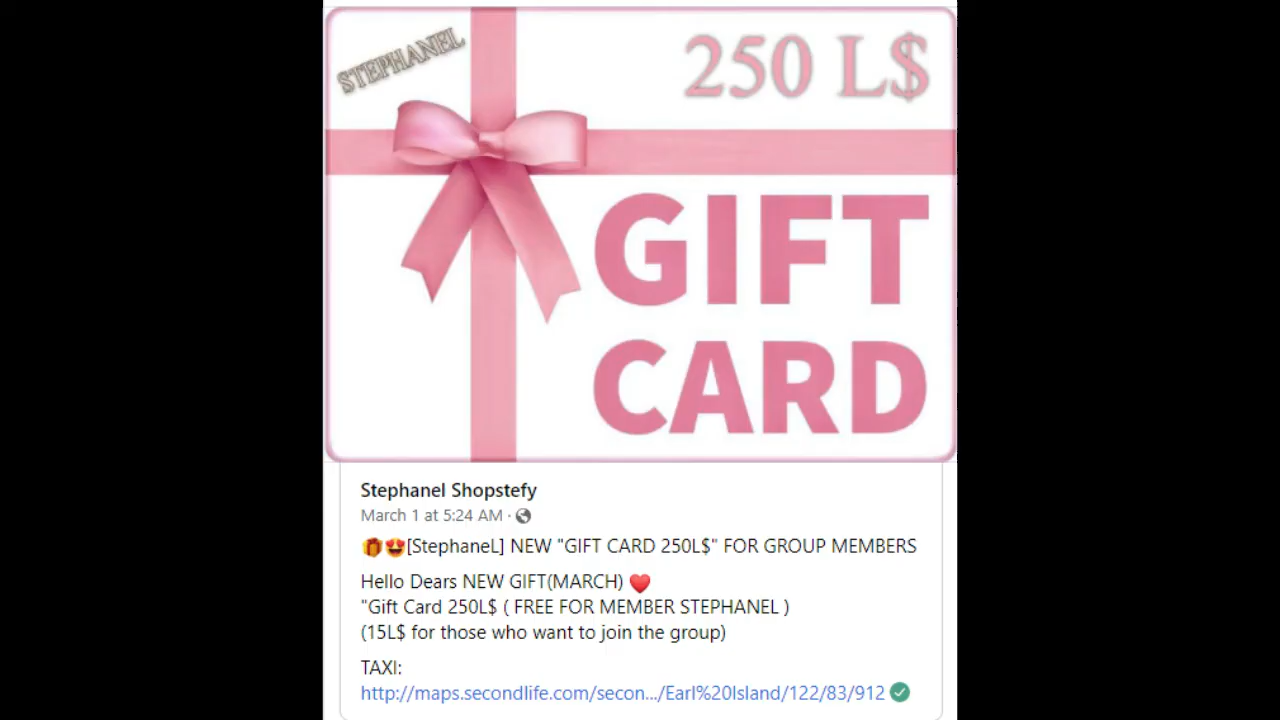 STEPHANEL
250 L$
GIFT
CARD
Stephanel Shopstefy
March 1 at 5:24 AM ·
🎁😍[StephaneL] NEW "GIFT CARD 250L$" FOR GROUP MEMBERS
Hello Dears NEW GIFT(MARCH) ❤️
"Gift Card 250L$ ( FREE FOR MEMBER STEPHANEL )
(15L$ for those who want to join the group)
TAXI:
http://maps.secondlife.com/secon.../Earl%20Island/122/83/912